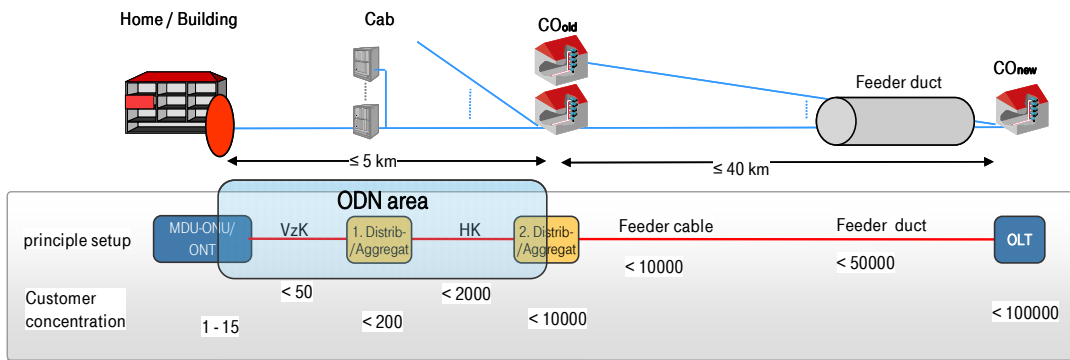 Home / Building
Cab
COold
COnew
Feeder duct
≤ 5 km
≤ 40 km
ODN area
principle setup
MDU-ONU/
ONT
VzK
1. Distrib-
/Aggregat
HK
2. Distrib-
/Aggregat
Feeder cable
Feeder duct
OLT
< 10000
< 50000
Customer
concentration
1 - 15
< 50
< 200
< 2000
< 10000
< 100000